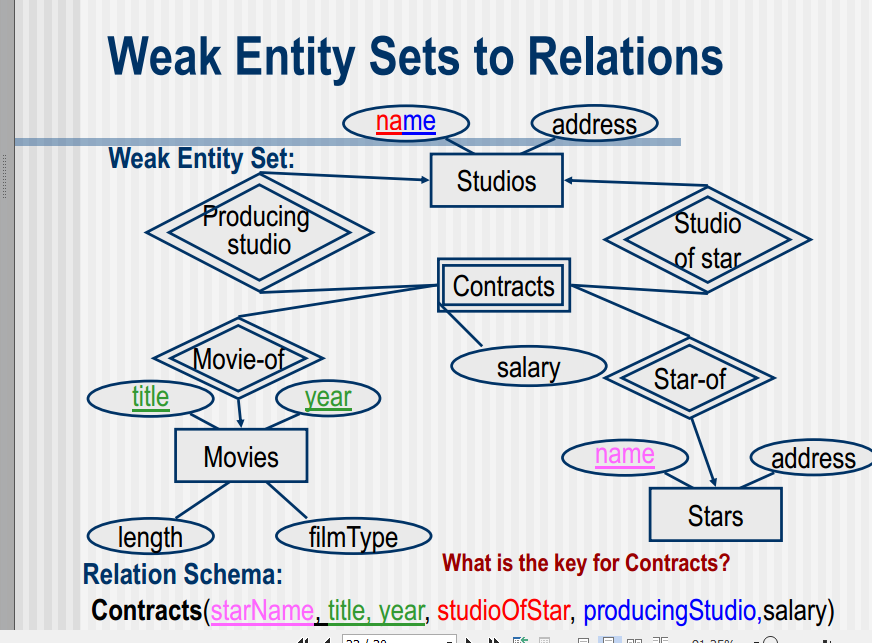 Weak Entity Sets to Relations
name
address
Weak Entity Set:
Studios
Producing
studio
Studio
of star
Contracts
Movie-of
salary
Star-of
title
year
Movies
name
address
Stars
length
filmType
What is the key for Contracts?
Relation Schema:
Contracts(starName, title, year, studioOfStar, producingStudio,salary)